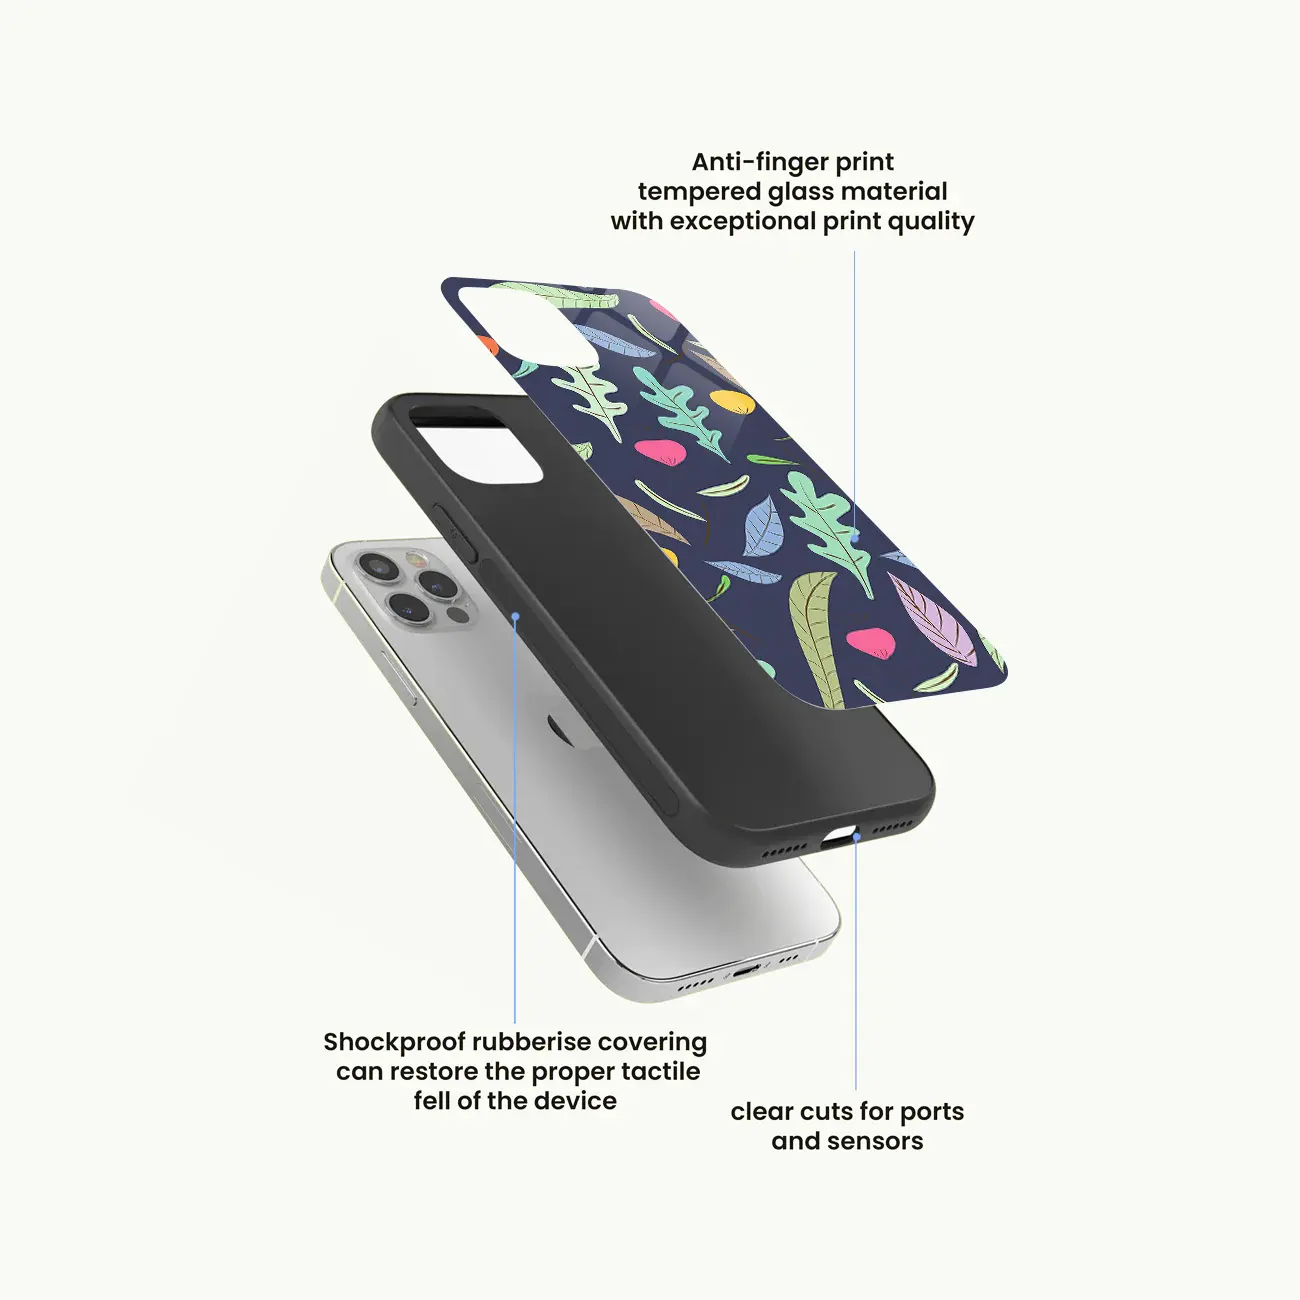 Anti-finger print
tempered glass material
with exceptional print quality
Shockproof rubberise covering
can restore the proper tactile
fell of the device
clear cuts for ports
and sensors